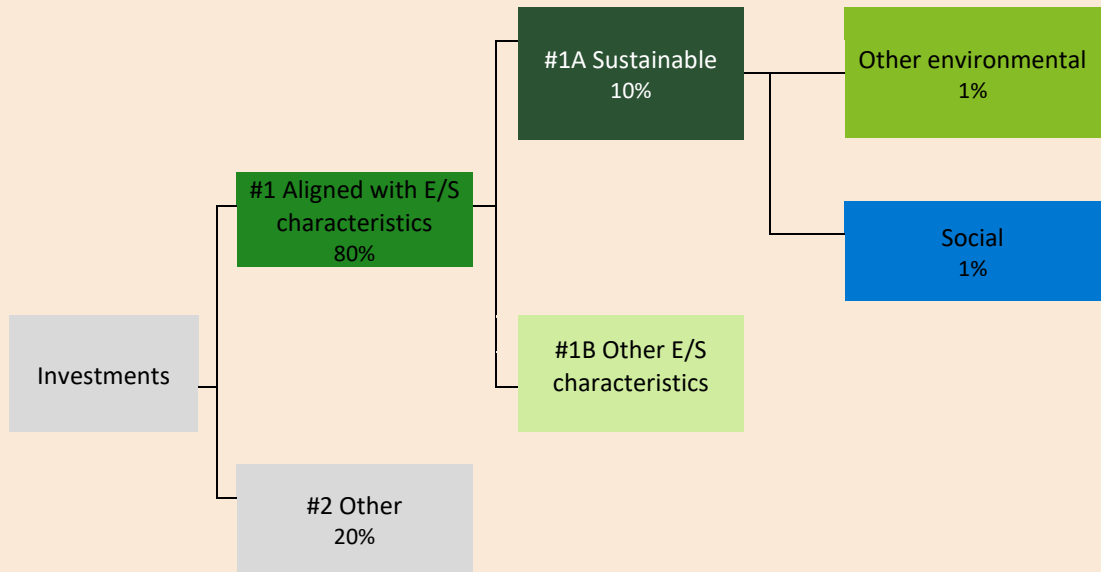 #1A Sustainable
10%
Other environmental
1%
#1 Aligned with E/S
characteristics
80%
Social
1%
Investments
#1B Other E/S
characteristics
#2 Other
20%